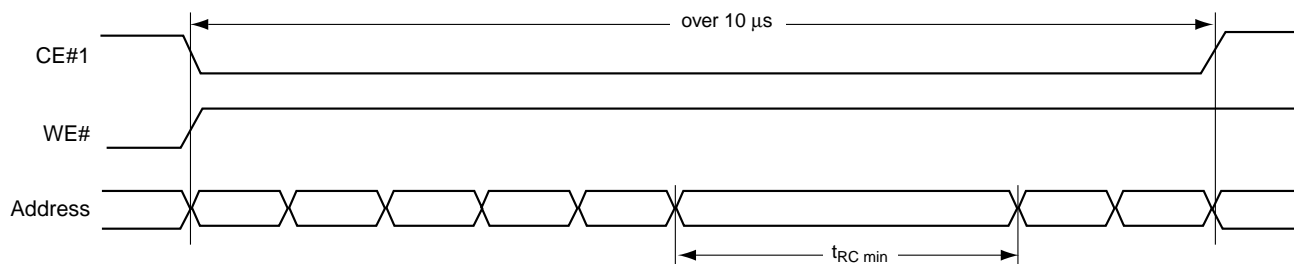 over 10 μs
CE#1
WE#
Address
tRC min